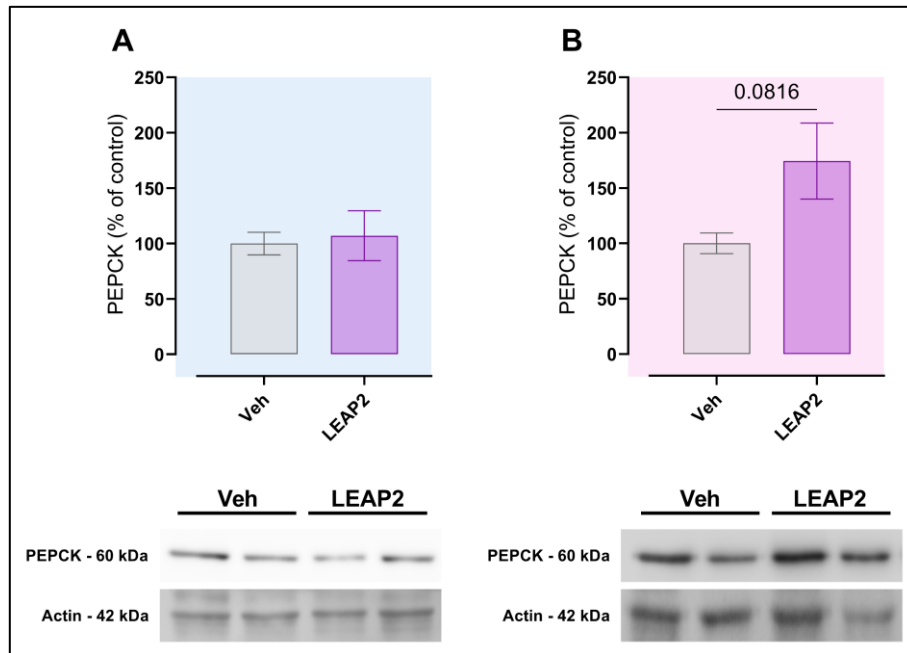 A
PEPCK (% of control)
250
200
150
100
50
0
Veh
LEAP2
Veh LEAP2
PEPCK - 60 kDa
Actin - 42 kDa
B
PEPCK (% of control)
250
200
150
100
50
0
0.0816
Veh
LEAP2
Veh LEAP2
PEPCK - 60 kDa
Actin - 42 kDa